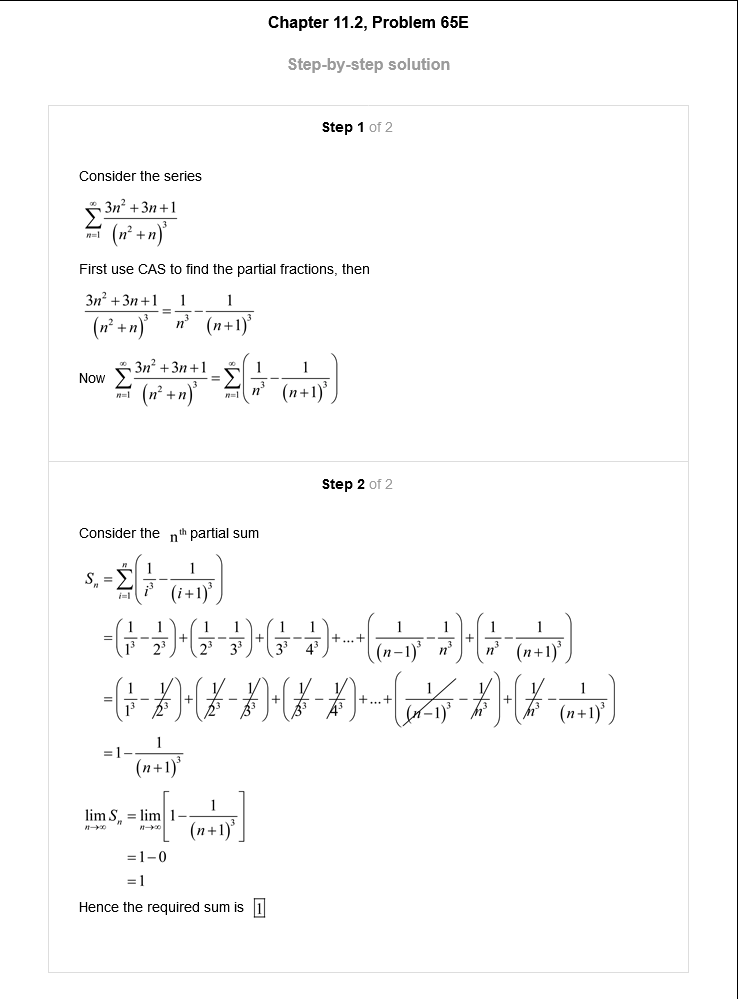 Chapter 11.2, Problem 65E
Step-by-step solution
Step 1 of 2
Consider the series
$\sum_{n=1}^{\infty} \frac{3n^2+3n+1}{(n^2+n)^3}$
First use CAS to find the partial fractions, then
$\frac{3n^2+3n+1}{(n^2+n)^3} = \frac{1}{n^3} - \frac{1}{(n+1)^3}$
Now $\sum_{n=1}^{\infty} \frac{3n^2+3n+1}{(n^2+n)^3} = \sum_{n=1}^{\infty} \left( \frac{1}{n^3} - \frac{1}{(n+1)^3} \right)$
Step 2 of 2
Consider the $n^{th}$ partial sum
$S_n = \sum_{i=1}^{n} \left( \frac{1}{i^3} - \frac{1}{(i+1)^3} \right)$
$= \left( \frac{1}{1^3} - \frac{1}{2^3} \right) + \left( \frac{1}{2^3} - \frac{1}{3^3} \right) + \left( \frac{1}{3^3} - \frac{1}{4^3} \right) + ... + \left( \frac{1}{(n-1)^3} - \frac{1}{n^3} \right) + \left( \frac{1}{n^3} - \frac{1}{(n+1)^3} \right)$
$= \left( \frac{1}{1^3} - \frac{1}{2^3} \right) + \left( \frac{1}{2^3} - \frac{1}{3^3} \right) + \left( \frac{1}{3^3} - \frac{1}{4^3} \right) + ... + \left( \frac{1}{(n-1)^3} - \frac{1}{n^3} \right) + \left( \frac{1}{n^3} - \frac{1}{(n+1)^3} \right)$
$= 1 - \frac{1}{(n+1)^3}$
$\lim_{n \to \infty} S_n = \lim_{n \to \infty} \left[ 1 - \frac{1}{(n+1)^3} \right]$
$= 1 - 0$
$= 1$
Hence the required sum is $\boxed{1}$